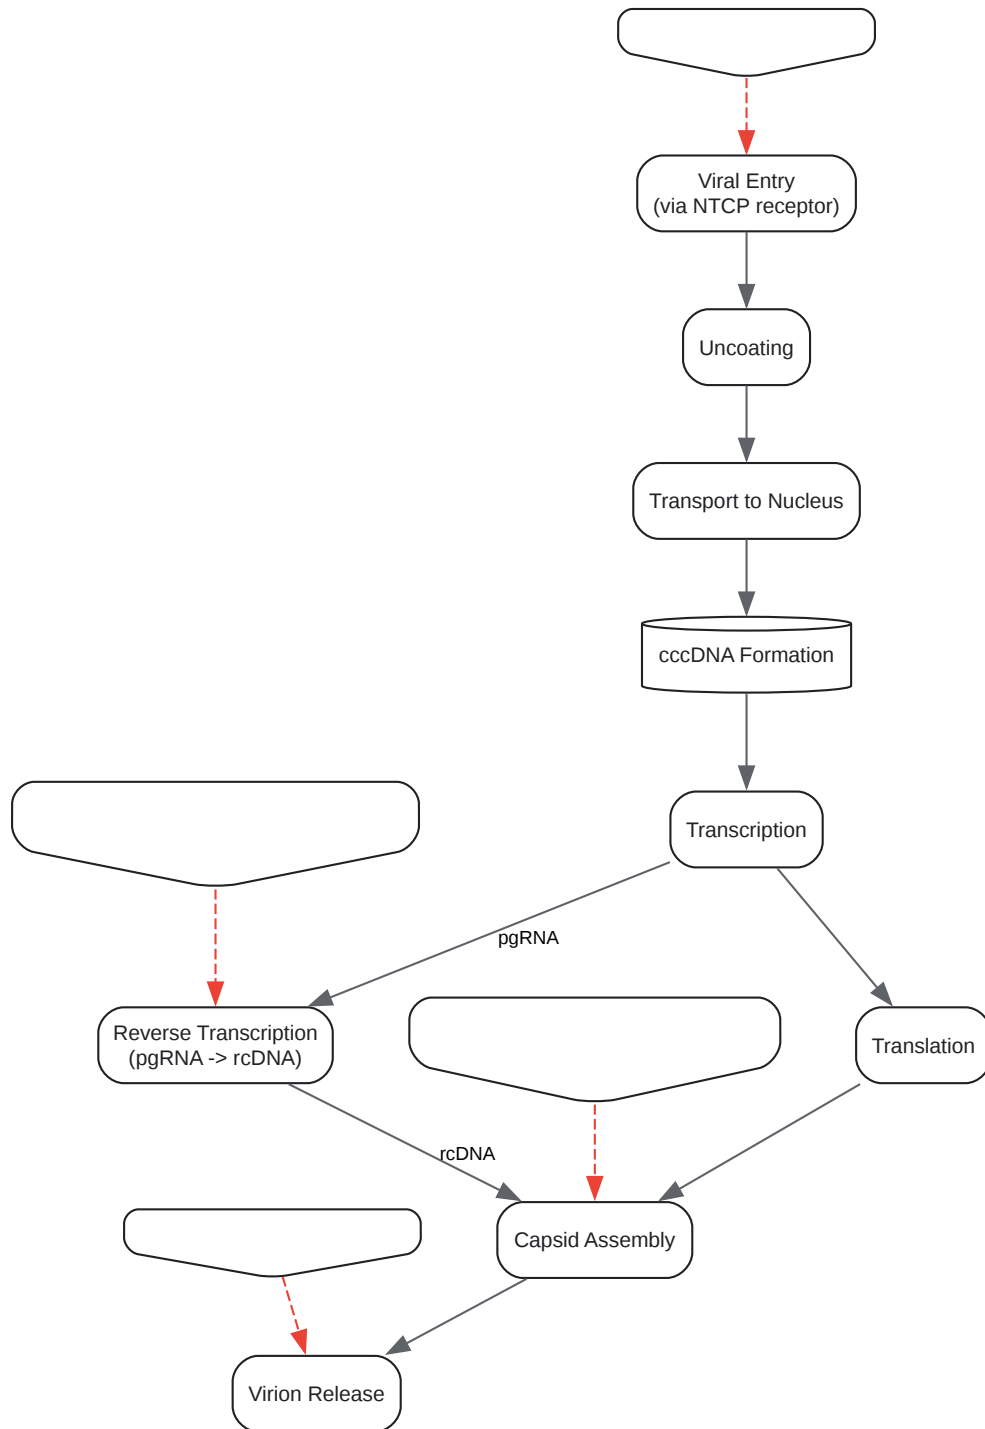 Viral Entry
(via NTCP receptor)
Uncoating
Transport to Nucleus
cccDNA Formation
Transcription
pgRNA
Reverse Transcription
(pgRNA -> rcDNA)
Translation
rcDNA
Capsid Assembly
Virion Release